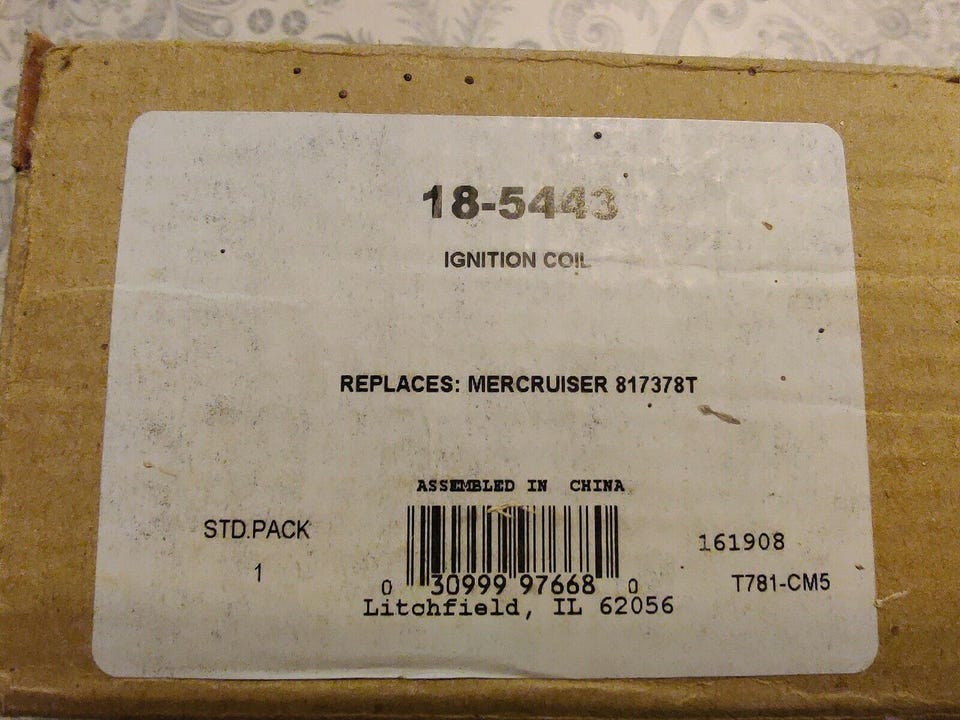 18-5443
IGNITION COIL
REPLACES: MERCRUISER 817378T
ASSEMBLED IN CHINA
STD.PACK
1
161908
T781-CM5
0 30999 97668 0
Litchfield, IL 62056